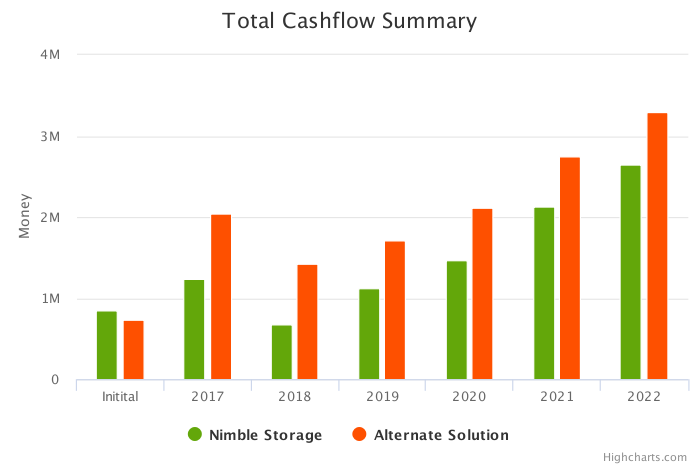 Total Cashflow Summary
4M
3M
2M
1M
0
Money
Initital
2017
2018
2019
2020
2021
2022
Nimble Storage
Alternate Solution
Highcharts.com